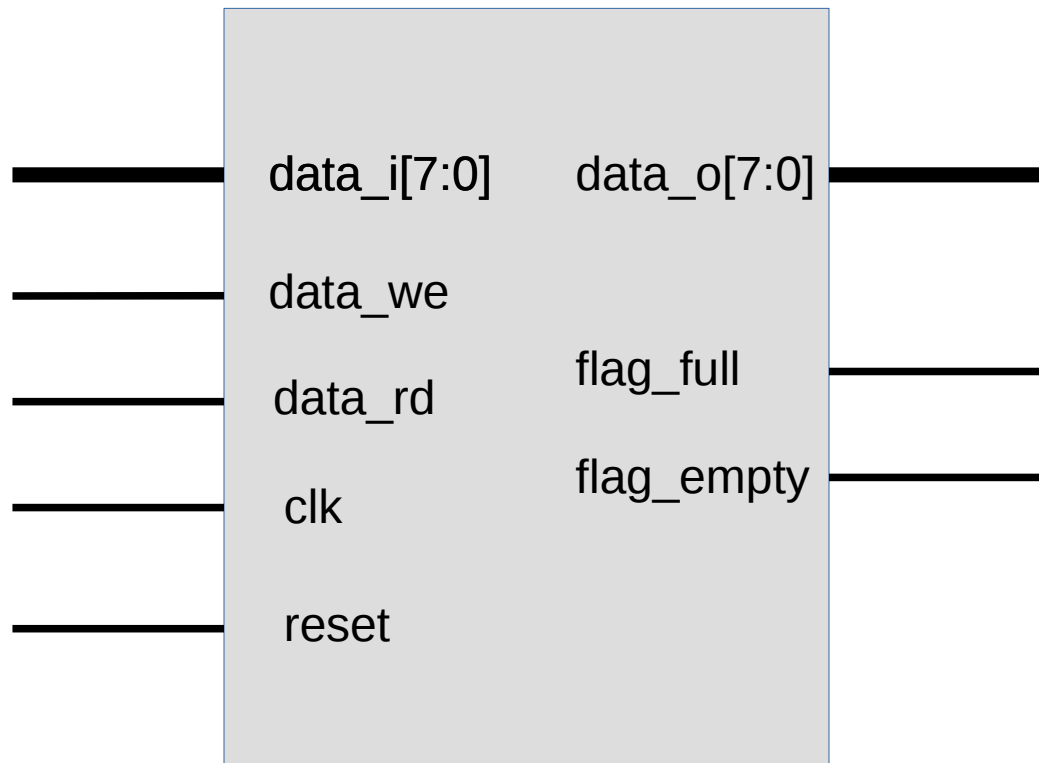 data_i[7:0]
data_o[7:0]
data_we
flag_full
data_rd
flag_empty
clk
reset